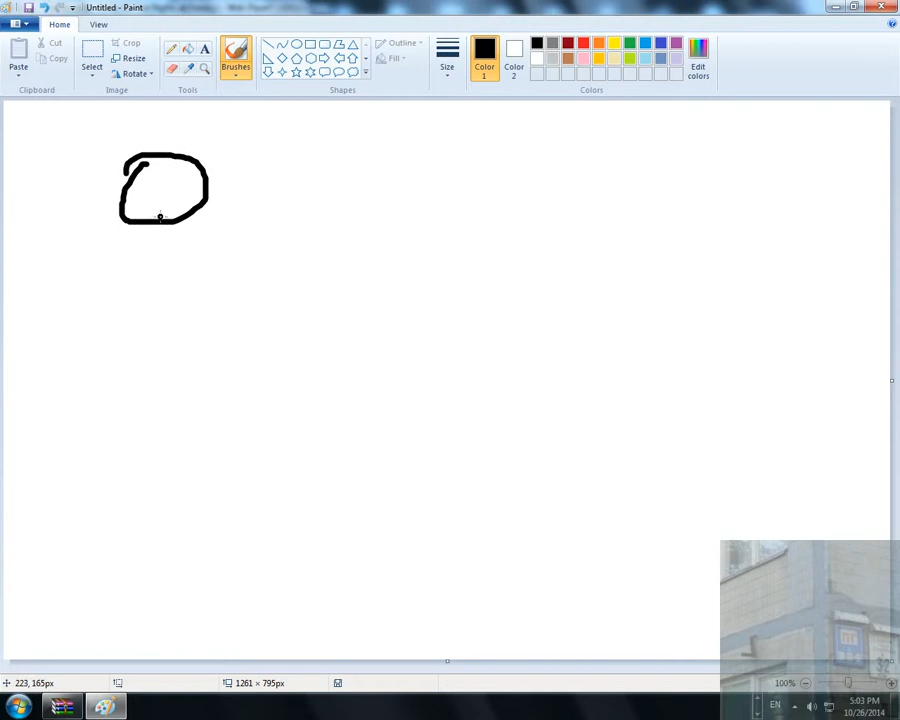 Untitled - Paint
Home
View
Paste
Cut
Copy
Clipboard
Select
Crop
Resize
Rotate
Image
A
Tools
Brushes
Outline
Fill
Shapes
Size
Color 1
Color 2
Edit colors
Colors
223, 165px
1261 × 795px
100%
EN
5:03 PM
10/26/2014